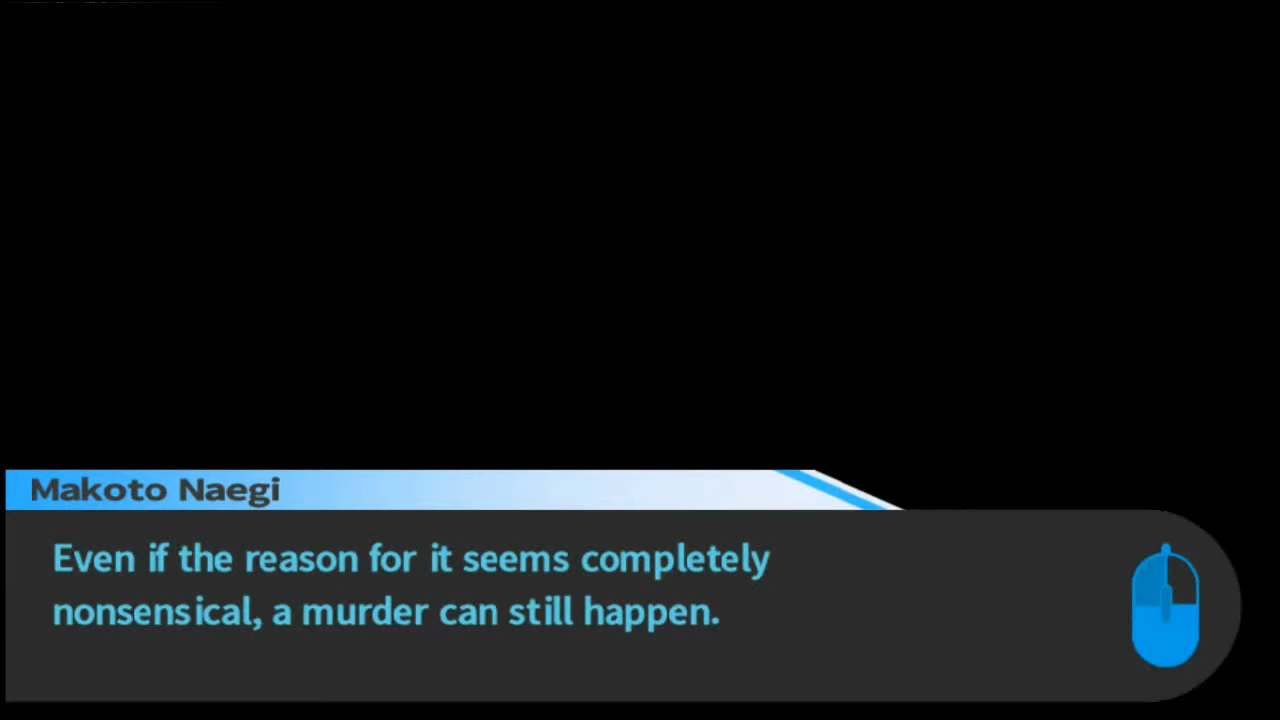 Makoto Naegi
Even if the reason for it seems completely
nonsensical, a murder can still happen.